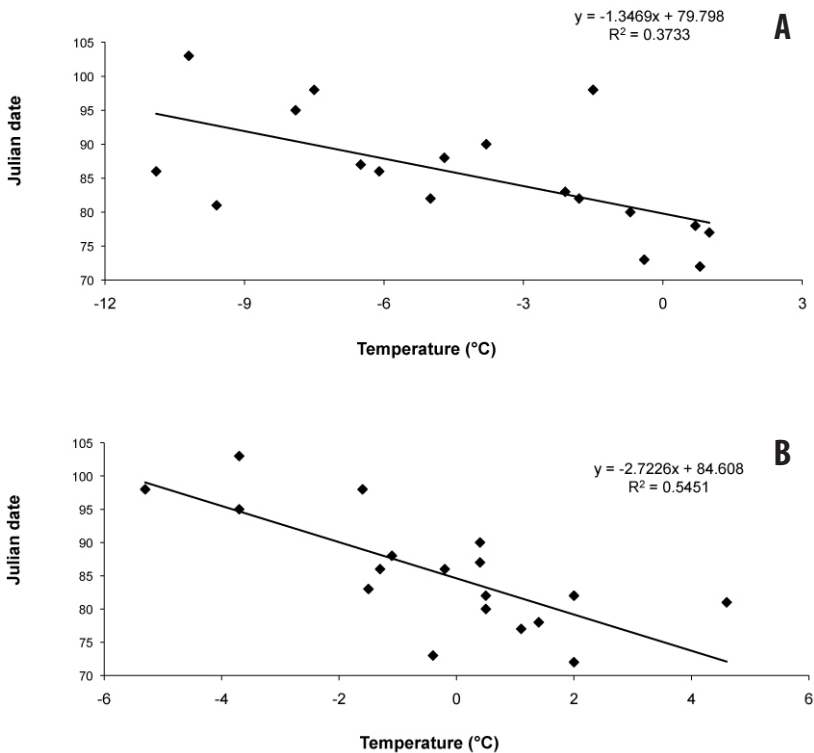 y = -1.3469x + 79.798
R² = 0.3733
A
105
100
95
90
85
80
75
70
Julian date
-12 -9 -6 -3 0 3
Temperature (°C)
y = -2.7226x + 84.608
R² = 0.5451
B
105
100
95
90
85
80
75
70
Julian date
-6 -4 -2 0 2 4 6
Temperature (°C)